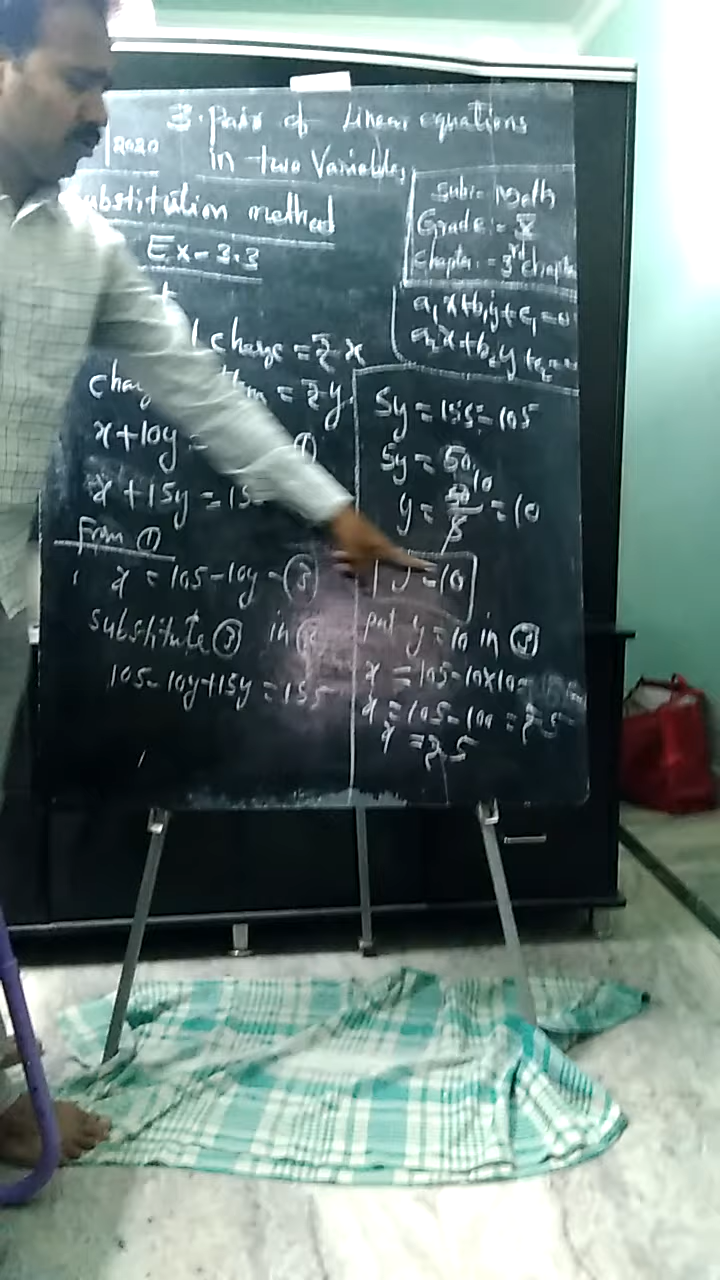 3. Pair of Linear equations
in two Variables
2020
Substitution method
Ex-3.3
Sub:- Math
Grade:- X
Chapter:- 3rd Chapte
a₁x+b₁y+c₁=0
a₂x+b₂y+c₂=
charge = ₹x
= ₹y
x+10y = ①
x+15y = 15
From ①
x = 105-10y-③
Substitute ③ in
105-10y+15y=155
5y = 155-105
5y = 50
y = 50/5 10 = 10
y = 10
put y = 10 in ③
x = 105-10x10=
x = 105-100 = ₹5
x = ₹5